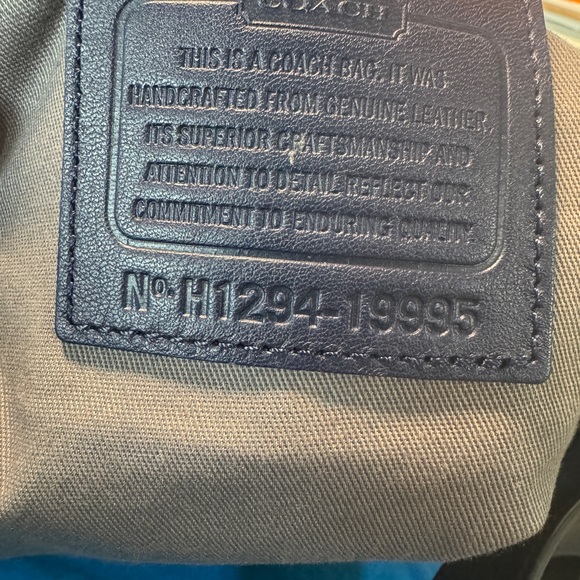 COACH
THIS IS A COACH BAG. IT WAS
HANDCRAFTED FROM GENUINE LEATHER.
ITS SUPERIOR CRAFTSMANSHIP AND
ATTENTION TO DETAIL REFLECT OUR
COMMITMENT TO ENDURING QUALITY.
No. H1294-19995